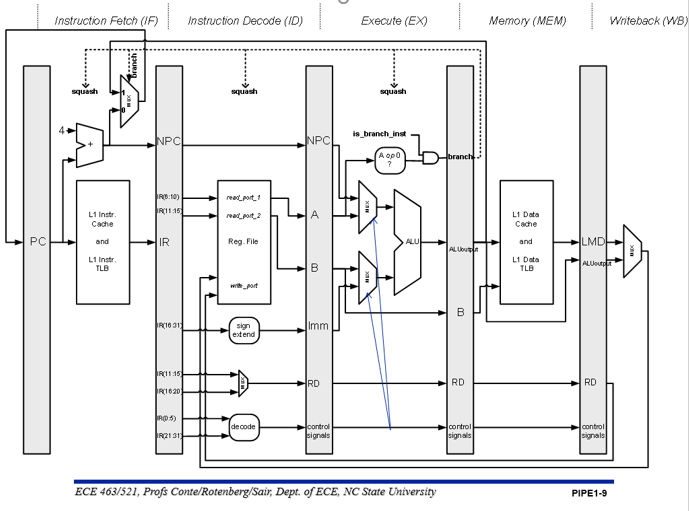 Instruction Fetch (IF) Instruction Decode (ID) Execute (EX) Memory (MEM) Writeback (WB)
branch
squash squash squash
1
MUX
0
4
+
is_branch_inst
NPC NPC
A op 0
?
branch
IR(6:10)
IR(11:15)
read_port_1
read_port_2
Reg. File
write_port
L1 Instr.
Cache
and
L1 Instr.
TLB
PC
IR
A
B
MUX
MUX
ALU
ALUoutput
L1 Data
Cache
and
L1 Data
TLB
LMD
ALUoutput
MUX
B
IR(16:31)
sign
extend
Imm
IR(11:15)
IR(16:20)
MUX
RD RD RD
IR(0:5)
IR(21:31)
decode
control
signals
control
signals
control
signals
ECE 463/521, Profs Conte/Rotenberg/Sair, Dept. of ECE, NC State University
PIPE1-9